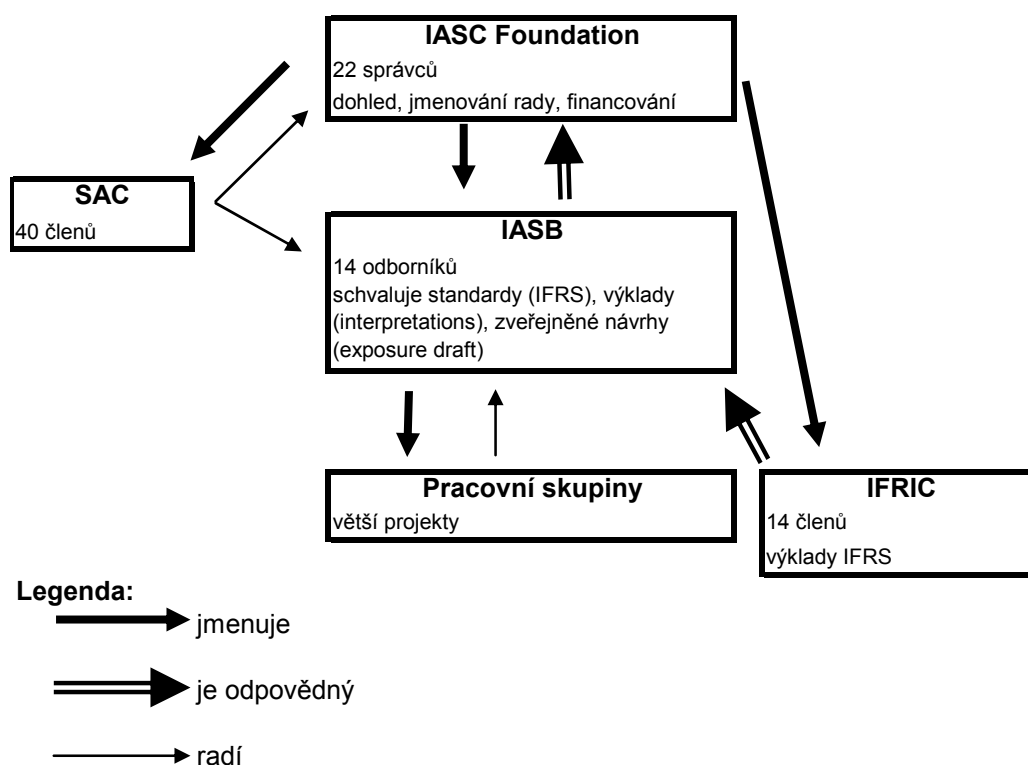 IASC Foundation
22 správců
dohled, jmenování rady, financování
SAC
40 členů
IASB
14 odborníků
schvaluje standardy (IFRS), výklady
(interpretations), zveřejněné návrhy
(exposure draft)
Pracovní skupiny
větší projekty
IFRIC
14 členů
výklady IFRS
Legenda:
jmenuje
je odpovědný
radí